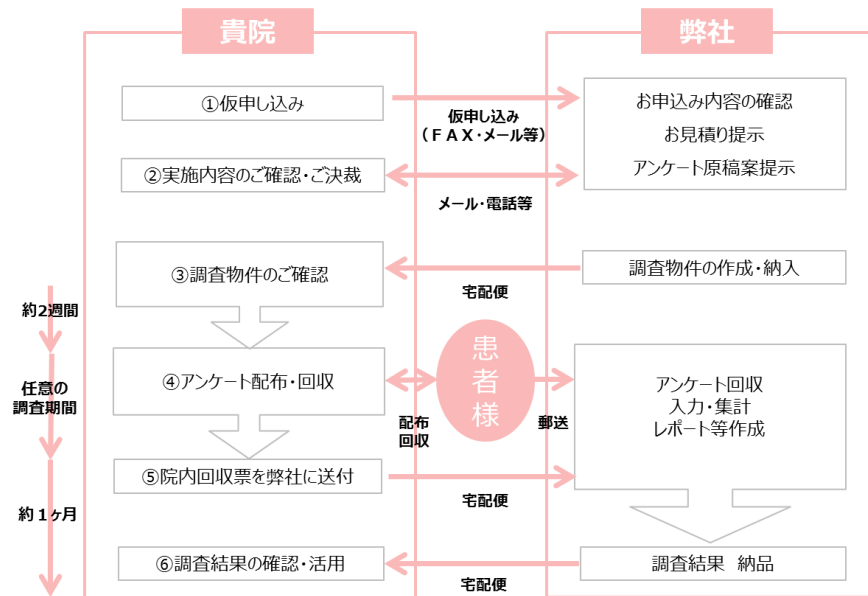 貴院
弊社
①仮申し込み
仮申し込み
（ＦＡＸ・メール等）
お申込み内容の確認
お見積り提示
アンケート原稿案提示
②実施内容のご確認・ご決裁
メール・電話等
③調査物件のご確認
宅配便
調査物件の作成・納入
約2週間
任意の
調査期間
約１ヶ月
④アンケート配布・回収
配布
回収
患者様
郵送
アンケート回収
入力・集計
レポート等作成
⑤院内回収票を弊社に送付
宅配便
⑥調査結果の確認・活用
宅配便
調査結果　納品